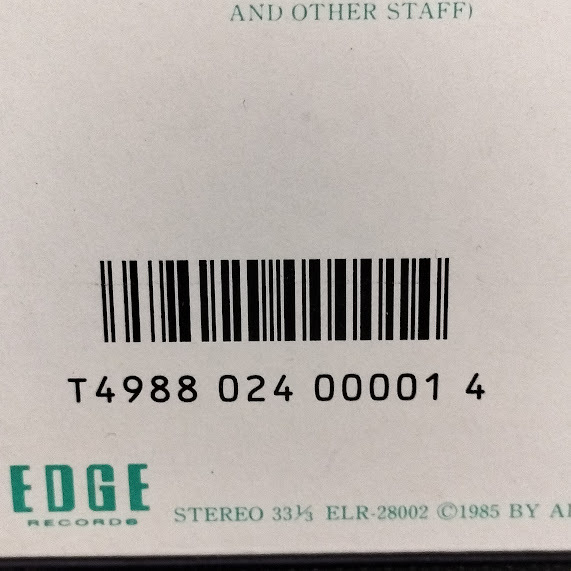 AND OTHER STAFF)
T4988 024 00001 4
EDGE
RECORDS
STEREO 33⅓ ELR-28002 ©1985 BY